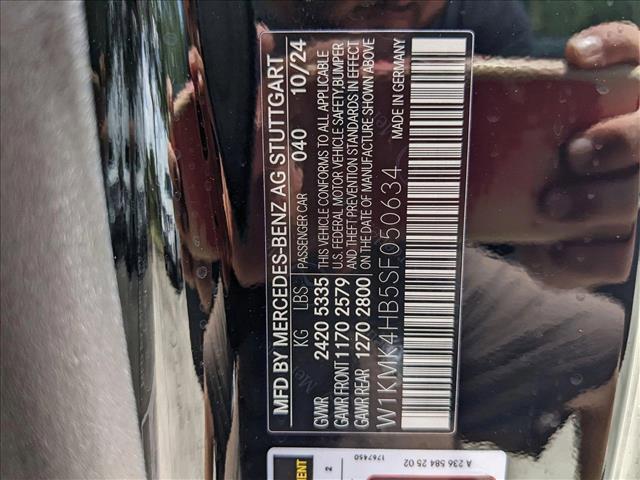 MFD BY MERCEDES-BENZ AG STUTTGART
040 10/24
KG LBS PASSENGER CAR
GVWR 2420 5335
GAWR FRONT 1170 2579
GAWR REAR 1270 2800
THIS VEHICLE CONFORMS TO ALL APPLICABLE
U.S. FEDERAL MOTOR VEHICLE SAFETY, BUMPER
AND THEFT PREVENTION STANDARDS IN EFFECT
ON THE DATE OF MANUFACTURE SHOWN ABOVE
W1KMK4HB5SF050634 MADE IN GERMANY
A 236 584 25 02
1767450
2